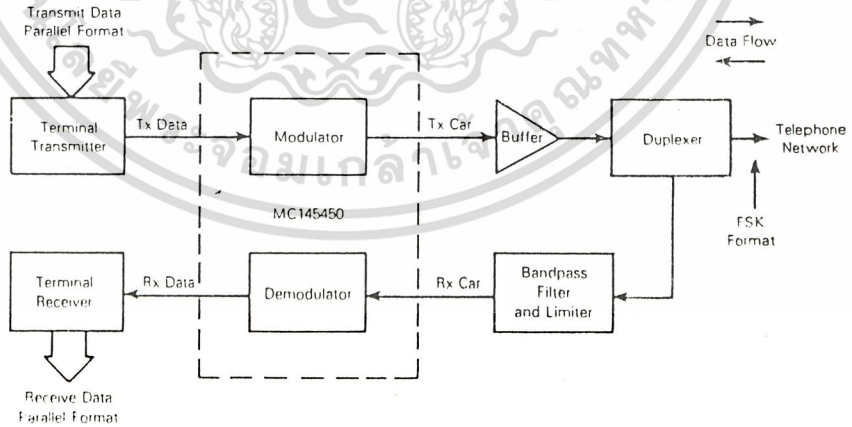 Transmit Data
Parallel Format
Data Flow
Terminal
Transmitter
Tx Data
Modulator
Tx Car
Buffer
Duplexer
Telephone
Network
MC145450
FSK
Format
Terminal
Receiver
Rx Data
Demodulator
Rx Car
Bandpass
Filter
and Limiter
Receive Data
Parallel Format